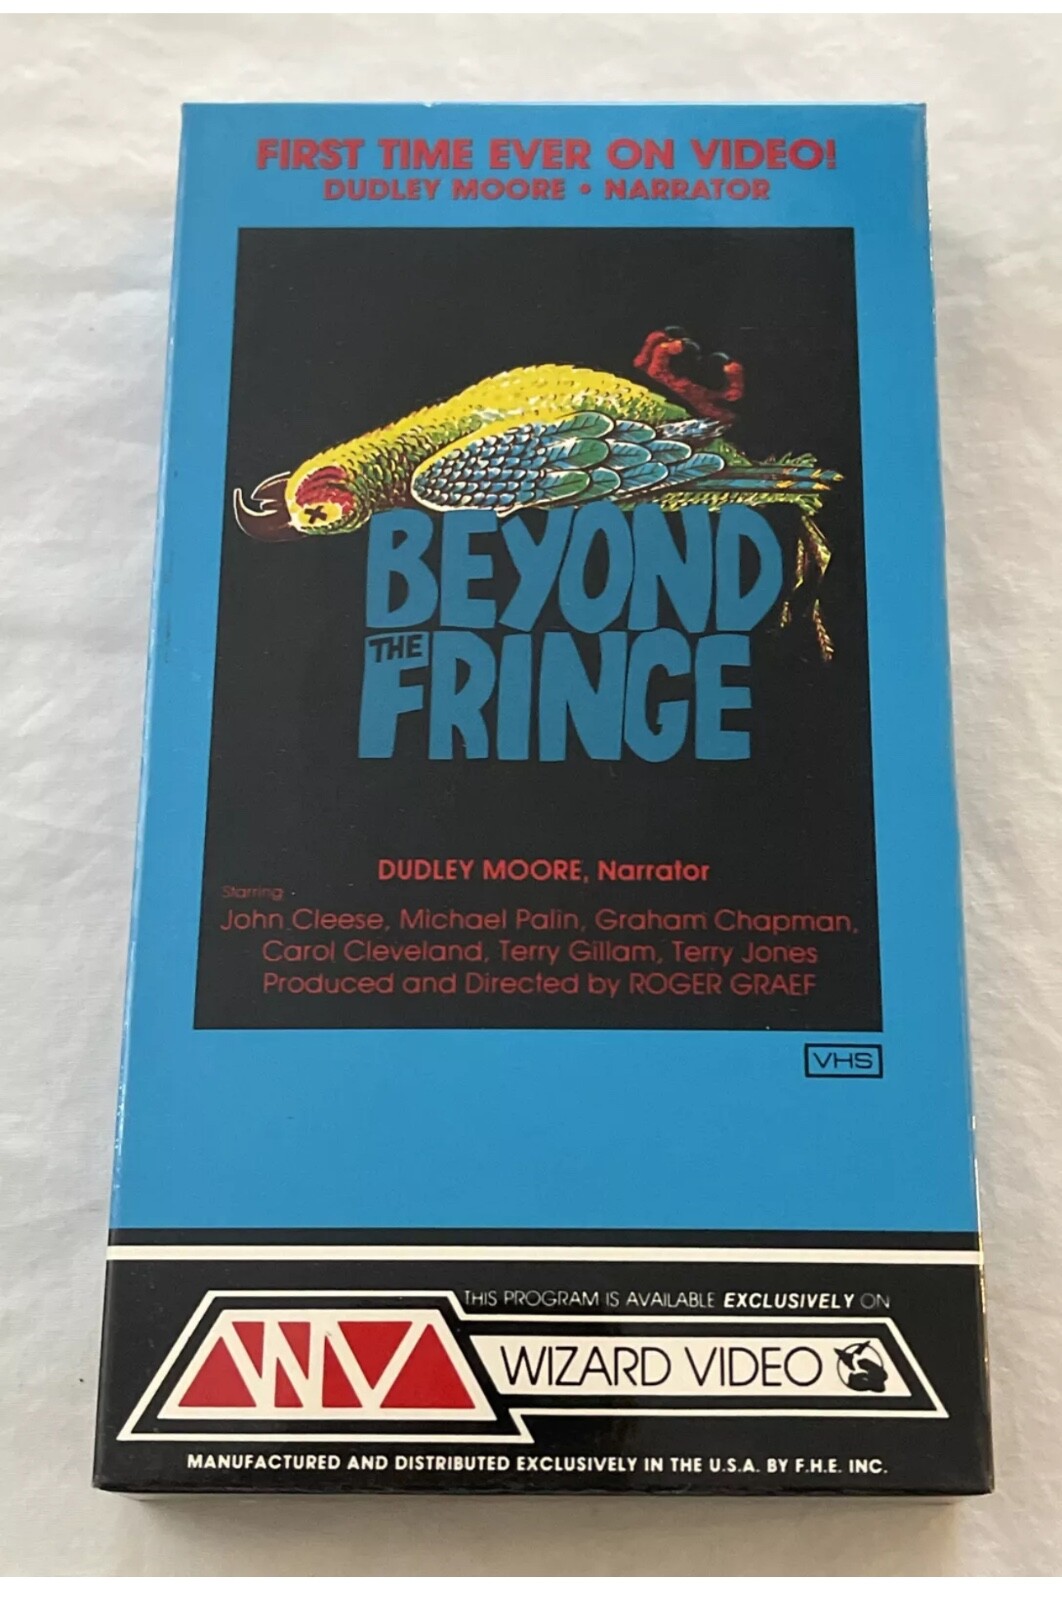 FIRST TIME EVER ON VIDEO!
DUDLEY MOORE • NARRATOR
BEYOND
THE
FRINGE
DUDLEY MOORE, Narrator
Starring
John Cleese, Michael Palin, Graham Chapman,
Carol Cleveland, Terry Gillam, Terry Jones
Produced and Directed by ROGER GRAEF
VHS
THIS PROGRAM IS AVAILABLE EXCLUSIVELY ON
WV
WIZARD VIDEO
MANUFACTURED AND DISTRIBUTED EXCLUSIVELY IN THE U.S.A. BY F.H.E. INC.